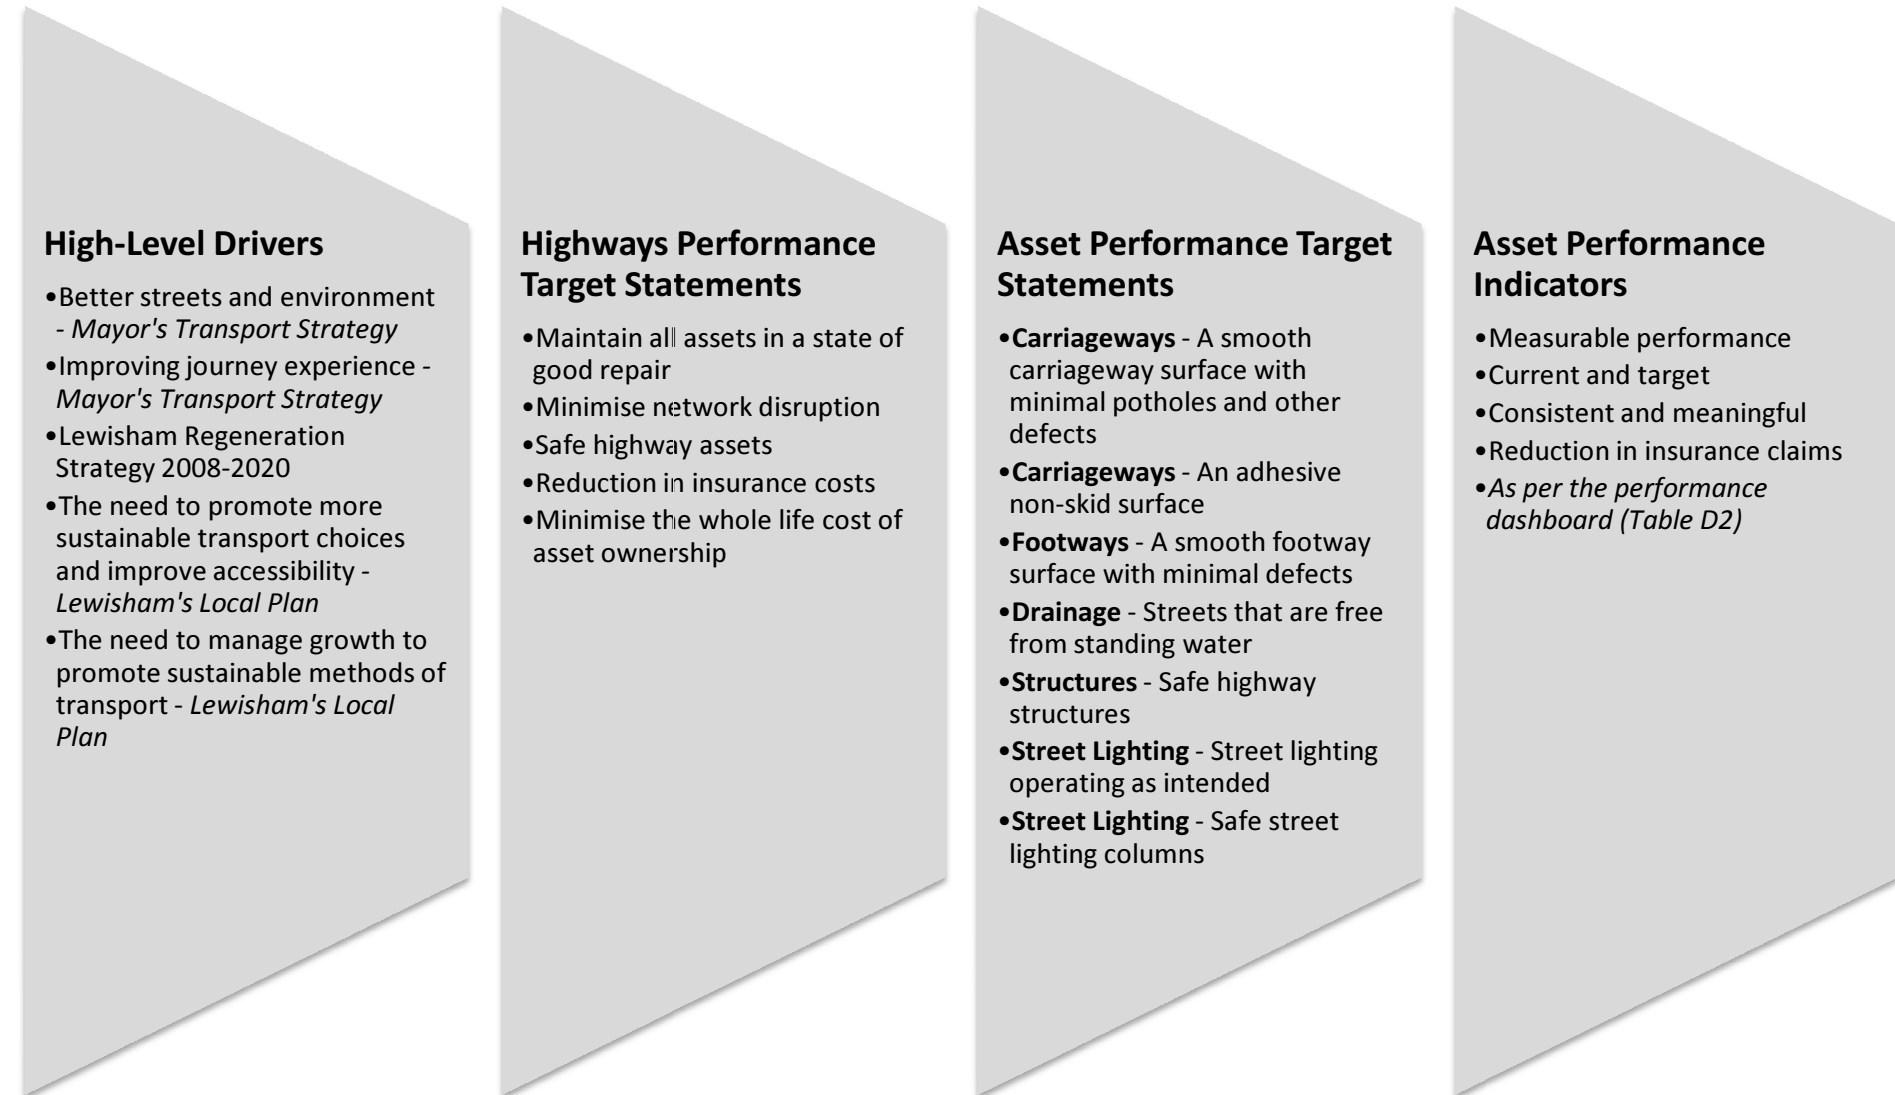 High-Level Drivers
•Better streets and environment
- Mayor's Transport Strategy
•Improving journey experience -
Mayor's Transport Strategy
•Lewisham Regeneration
Strategy 2008-2020
•The need to promote more
sustainable transport choices
and improve accessibility -
Lewisham's Local Plan
•The need to manage growth to
promote sustainable methods of
transport - Lewisham's Local
Plan
Highways Performance
Target Statements
•Maintain all assets in a state of
good repair
•Minimise network disruption
•Safe highway assets
•Reduction in insurance costs
•Minimise the whole life cost of
asset ownership
Asset Performance Target
Statements
•Carriageways - A smooth
carriageway surface with
minimal potholes and other
defects
•Carriageways - An adhesive
non-skid surface
•Footways - A smooth footway
surface with minimal defects
•Drainage - Streets that are free
from standing water
•Structures - Safe highway
structures
•Street Lighting - Street lighting
operating as intended
•Street Lighting - Safe street
lighting columns
Asset Performance
Indicators
•Measurable performance
•Current and target
•Consistent and meaningful
•Reduction in insurance claims
•As per the performance
dashboard (Table D2)